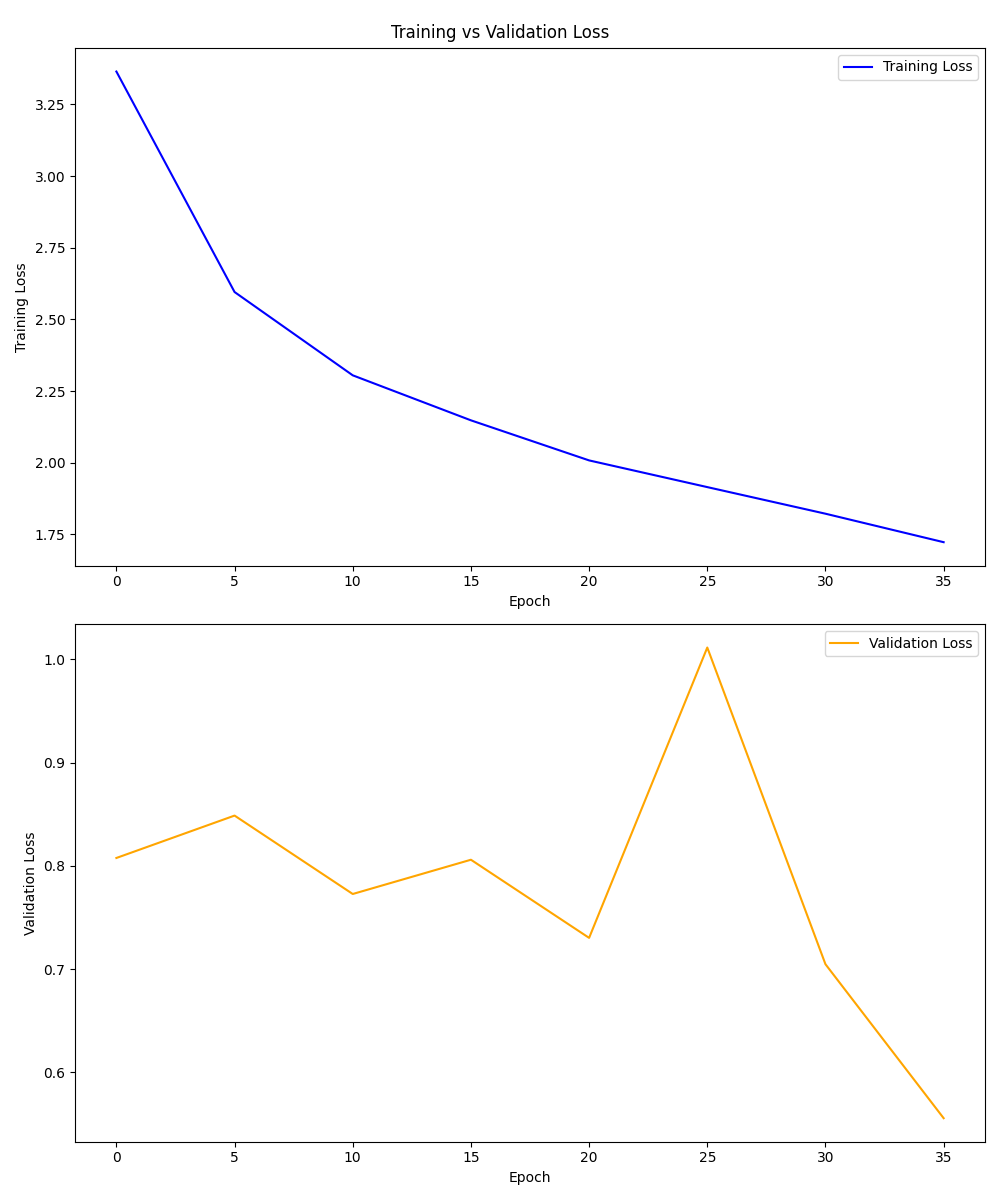 Training vs Validation Loss
Training Loss
3.25
3.00
2.75
2.50
2.25
2.00
1.75
Training Loss
0 5 10 15 20 25 30 35
Epoch
Validation Loss
1.0
0.9
0.8
0.7
0.6
Validation Loss
0 5 10 15 20 25 30 35
Epoch